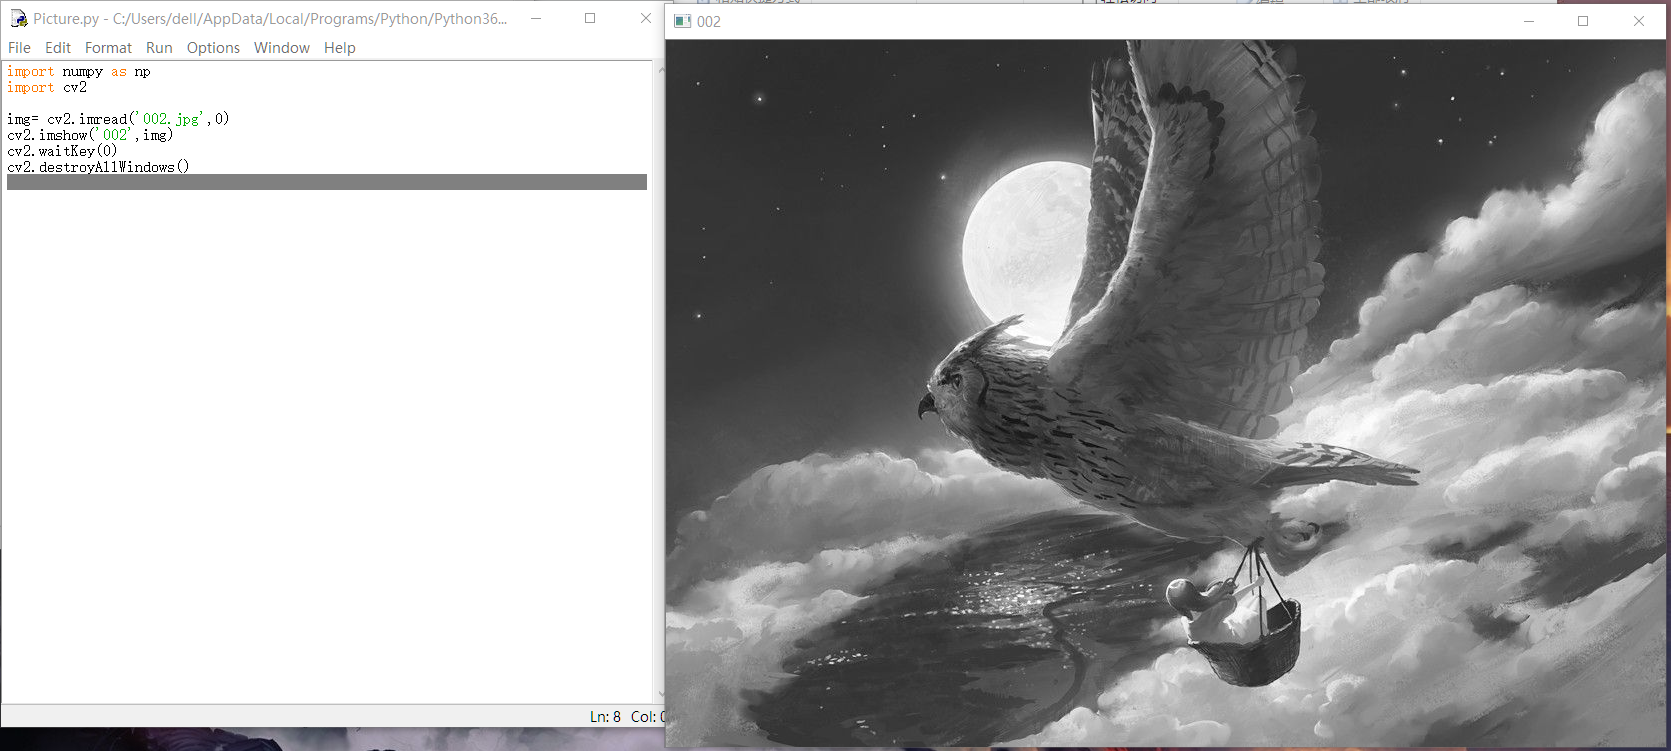 Picture.py - C:/Users/dell/AppData/Local/Programs/Python/Python36...
File Edit Format Run Options Window Help
import numpy as np
import cv2
img= cv2.imread('002.jpg',0)
cv2.imshow('002',img)
cv2.waitKey(0)
cv2.destroyAllWindows()
Ln: 8 Col: 0
002